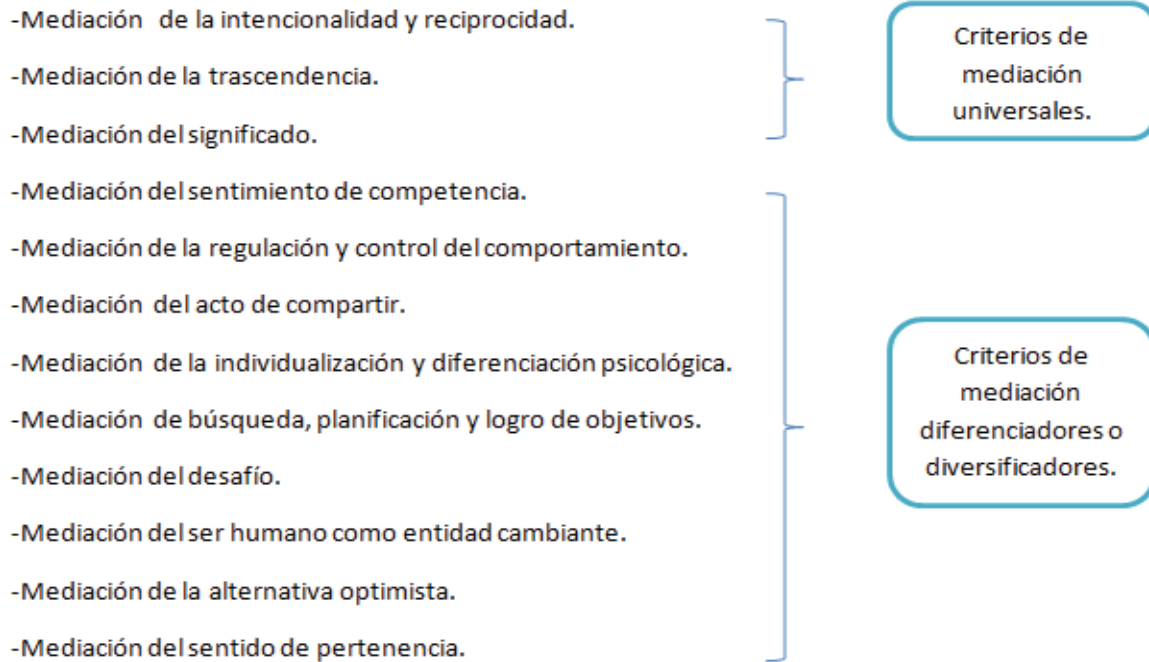 -Mediación de la intencionalidad y reciprocidad.
-Mediación de la trascendencia.
-Mediación del significado.
Criterios de
mediación
universales.
-Mediación del sentimiento de competencia.
-Mediación de la regulación y control del comportamiento.
-Mediación del acto de compartir.
-Mediación de la individualización y diferenciación psicológica.
-Mediación de búsqueda, planificación y logro de objetivos.
-Mediación del desafío.
-Mediación del ser humano como entidad cambiante.
-Mediación de la alternativa optimista.
-Mediación del sentido de pertenencia.
Criterios de
mediación
diferenciadores o
diversificadores.